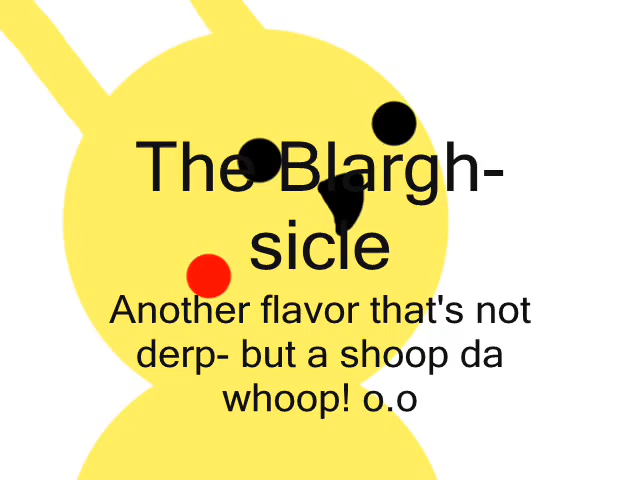 The Blargh-
sicle
Another flavor that's not
derp- but a shoop da
whoop! o.o